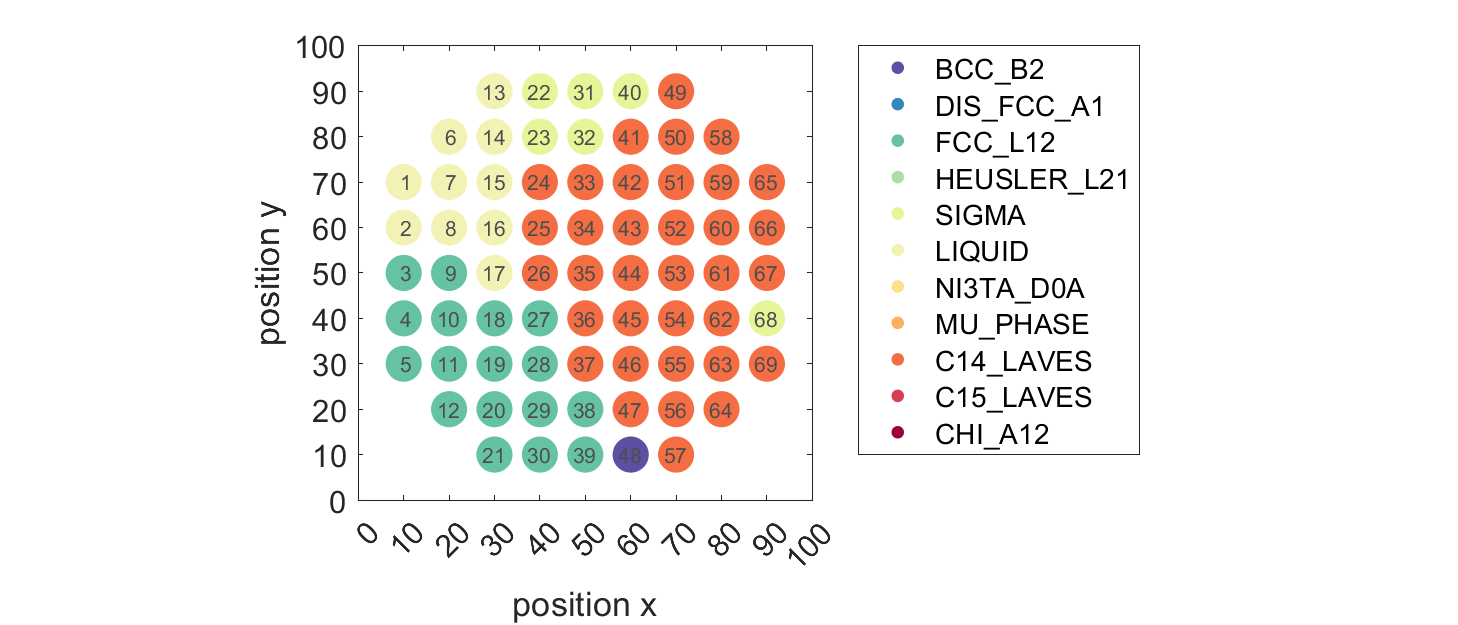 100
90
80
70
60
50
40
30
20
10
0
position y
13 22 31 40 49
6 14 23 32 41 50 58
1 7 15 24 33 42 51 59 65
2 8 16 25 34 43 52 60 66
3 9 17 26 35 44 53 61 67
4 10 18 27 36 45 54 62 68
5 11 19 28 37 46 55 63 69
12 20 29 38 47 56 64
21 30 39 48 57
0 10 20 30 40 50 60 70 80 90 100
position x
BCC_B2
DIS_FCC_A1
FCC_L12
HEUSLER_L21
SIGMA
LIQUID
NI3TA_D0A
MU_PHASE
C14_LAVES
C15_LAVES
CHI_A12